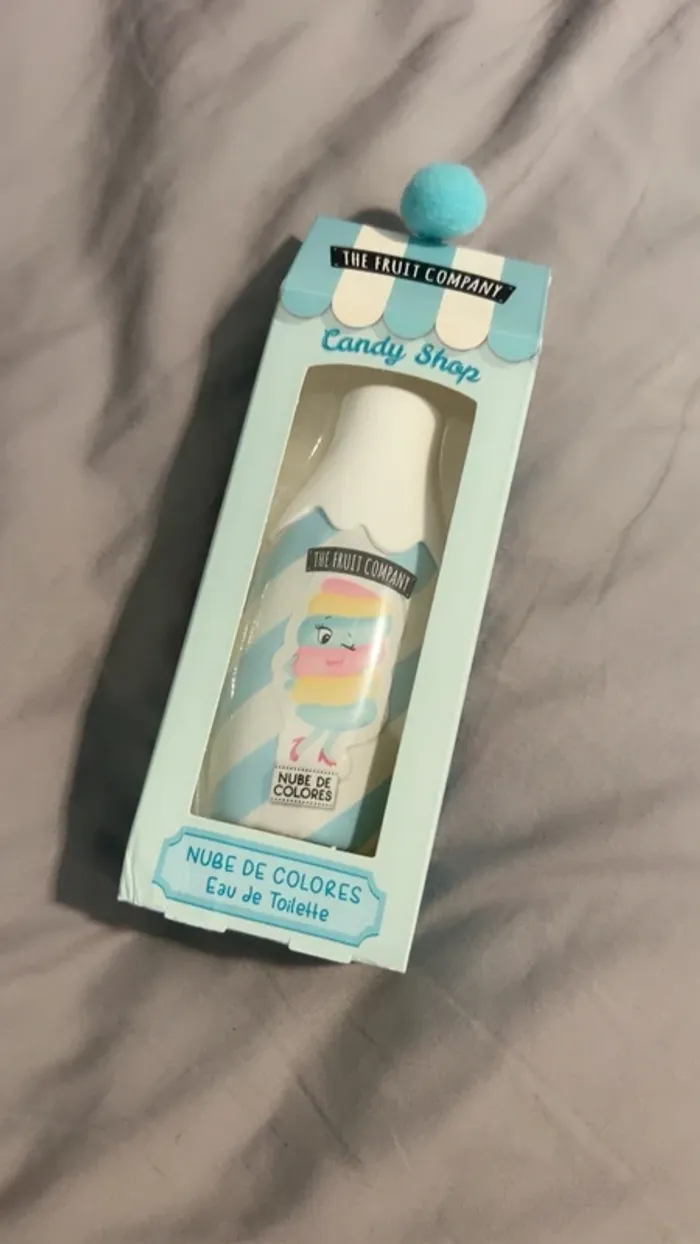 THE FRUIT COMPANY
Candy Shop
THE FRUIT COMPANY
NUBE DE
COLORES
NUBE DE COLORES
Eau de Toilette